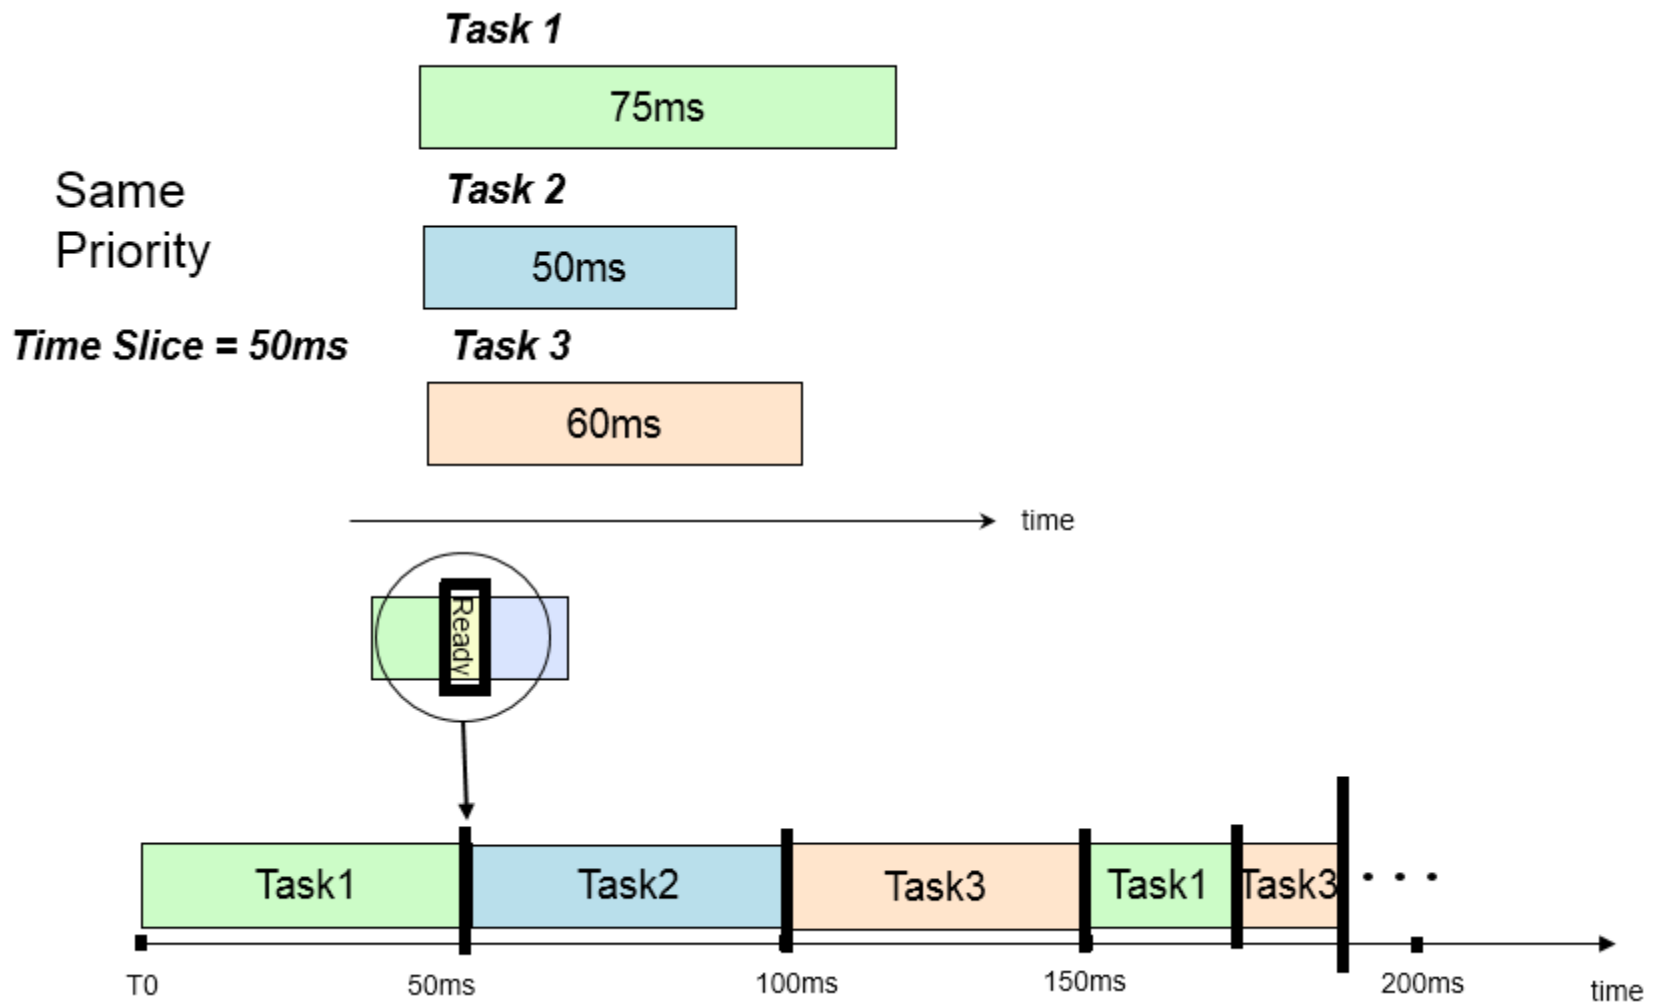 Task 1
75ms
Same
Priority
Task 2
50ms
Time Slice = 50ms
Task 3
60ms
time
Ready
Task1
Task2
Task3
Task1
Task3
T0
50ms
100ms
150ms
200ms
time